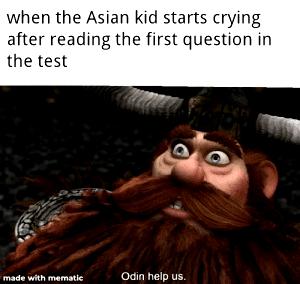 when the Asian kid starts crying
after reading the first question in
the test
made with mematic
Odin help us.